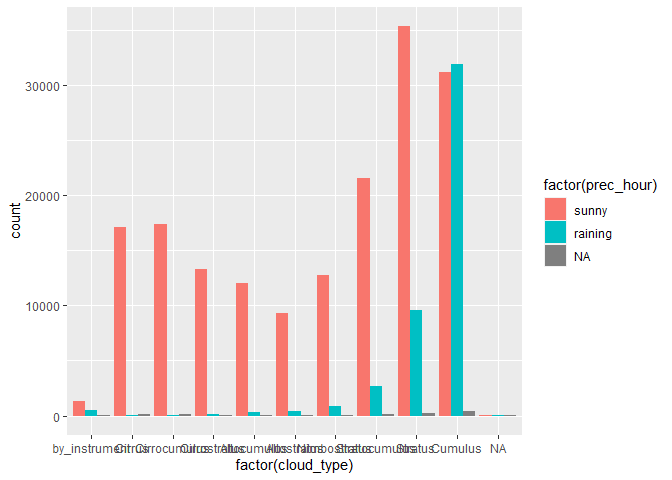 30000
20000
10000
0
count
by_instrument Cirrus Cirrocumulus Cirrostratus Altocumulus Altostratus Nimbostratus Stratocumulus Stratus Cumulus NA
factor(cloud_type)
factor(prec_hour)
sunny
raining
NA